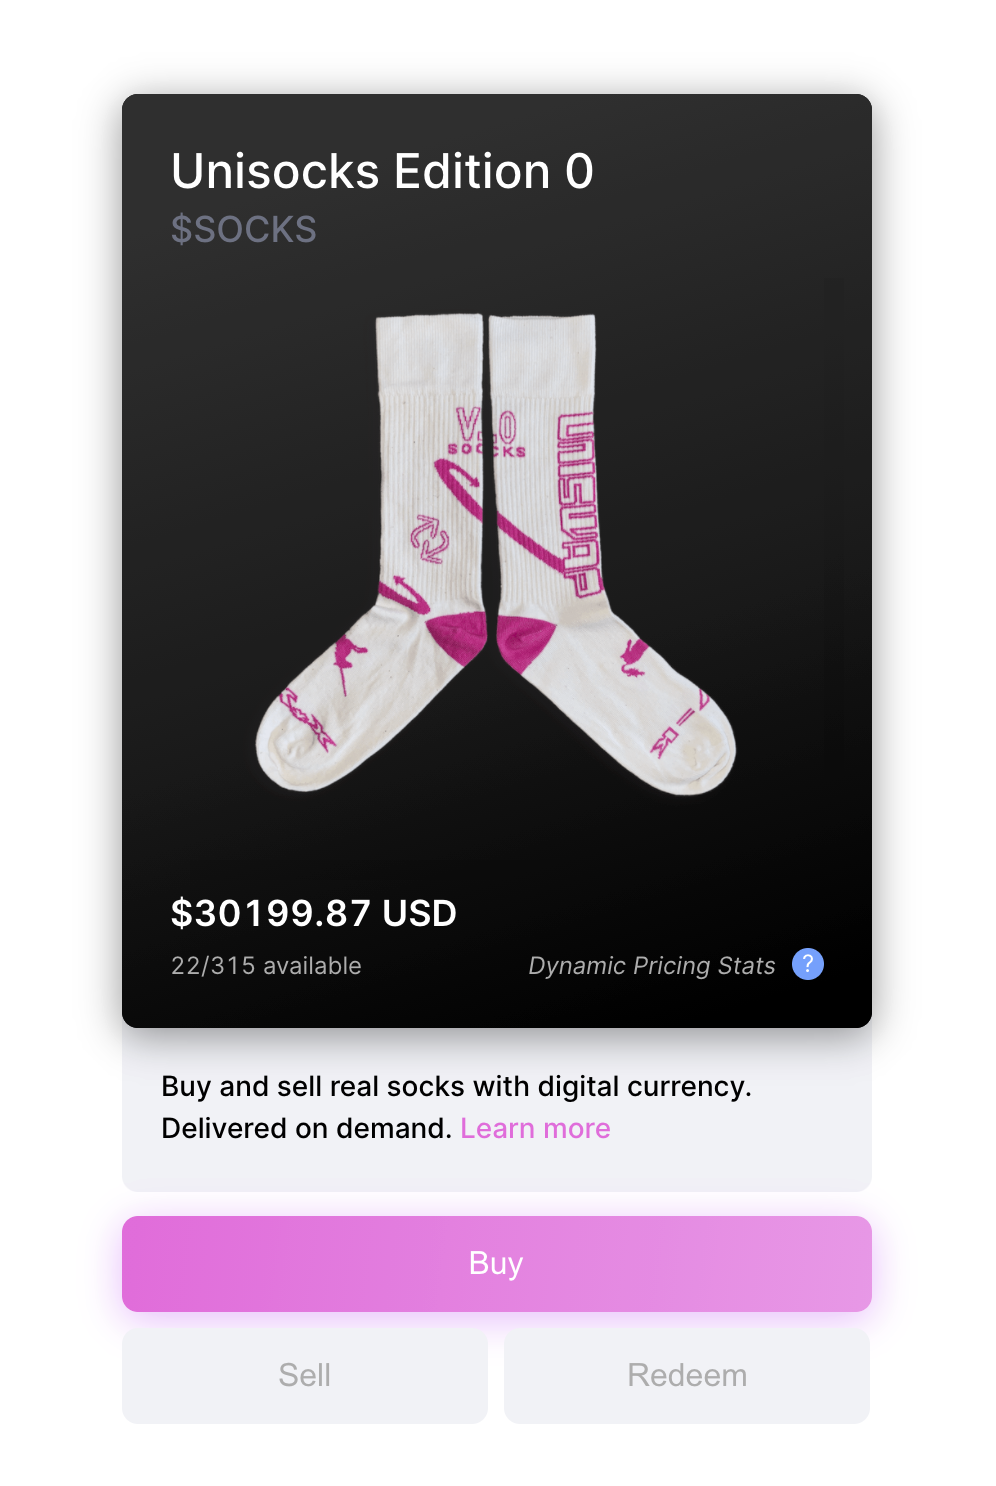 Unisocks Edition 0
$SOCKS
V.0
SOCKS
UNISWAP
$30199.87 USD
22/315 available
Dynamic Pricing Stats ?
Buy and sell real socks with digital currency.
Delivered on demand. Learn more
Buy
Sell
Redeem